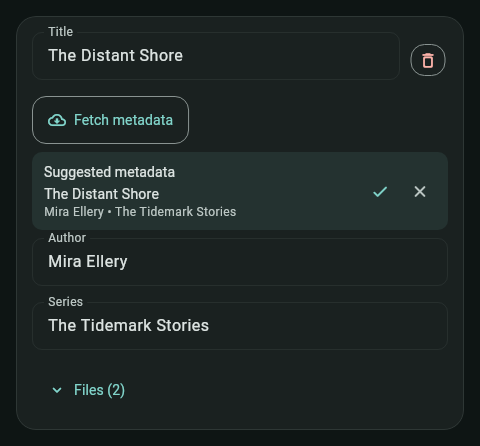 Title
The Distant Shore
Fetch metadata
Suggested metadata
The Distant Shore
Mira Ellery • The Tidemark Stories
Author
Mira Ellery
Series
The Tidemark Stories
Files (2)